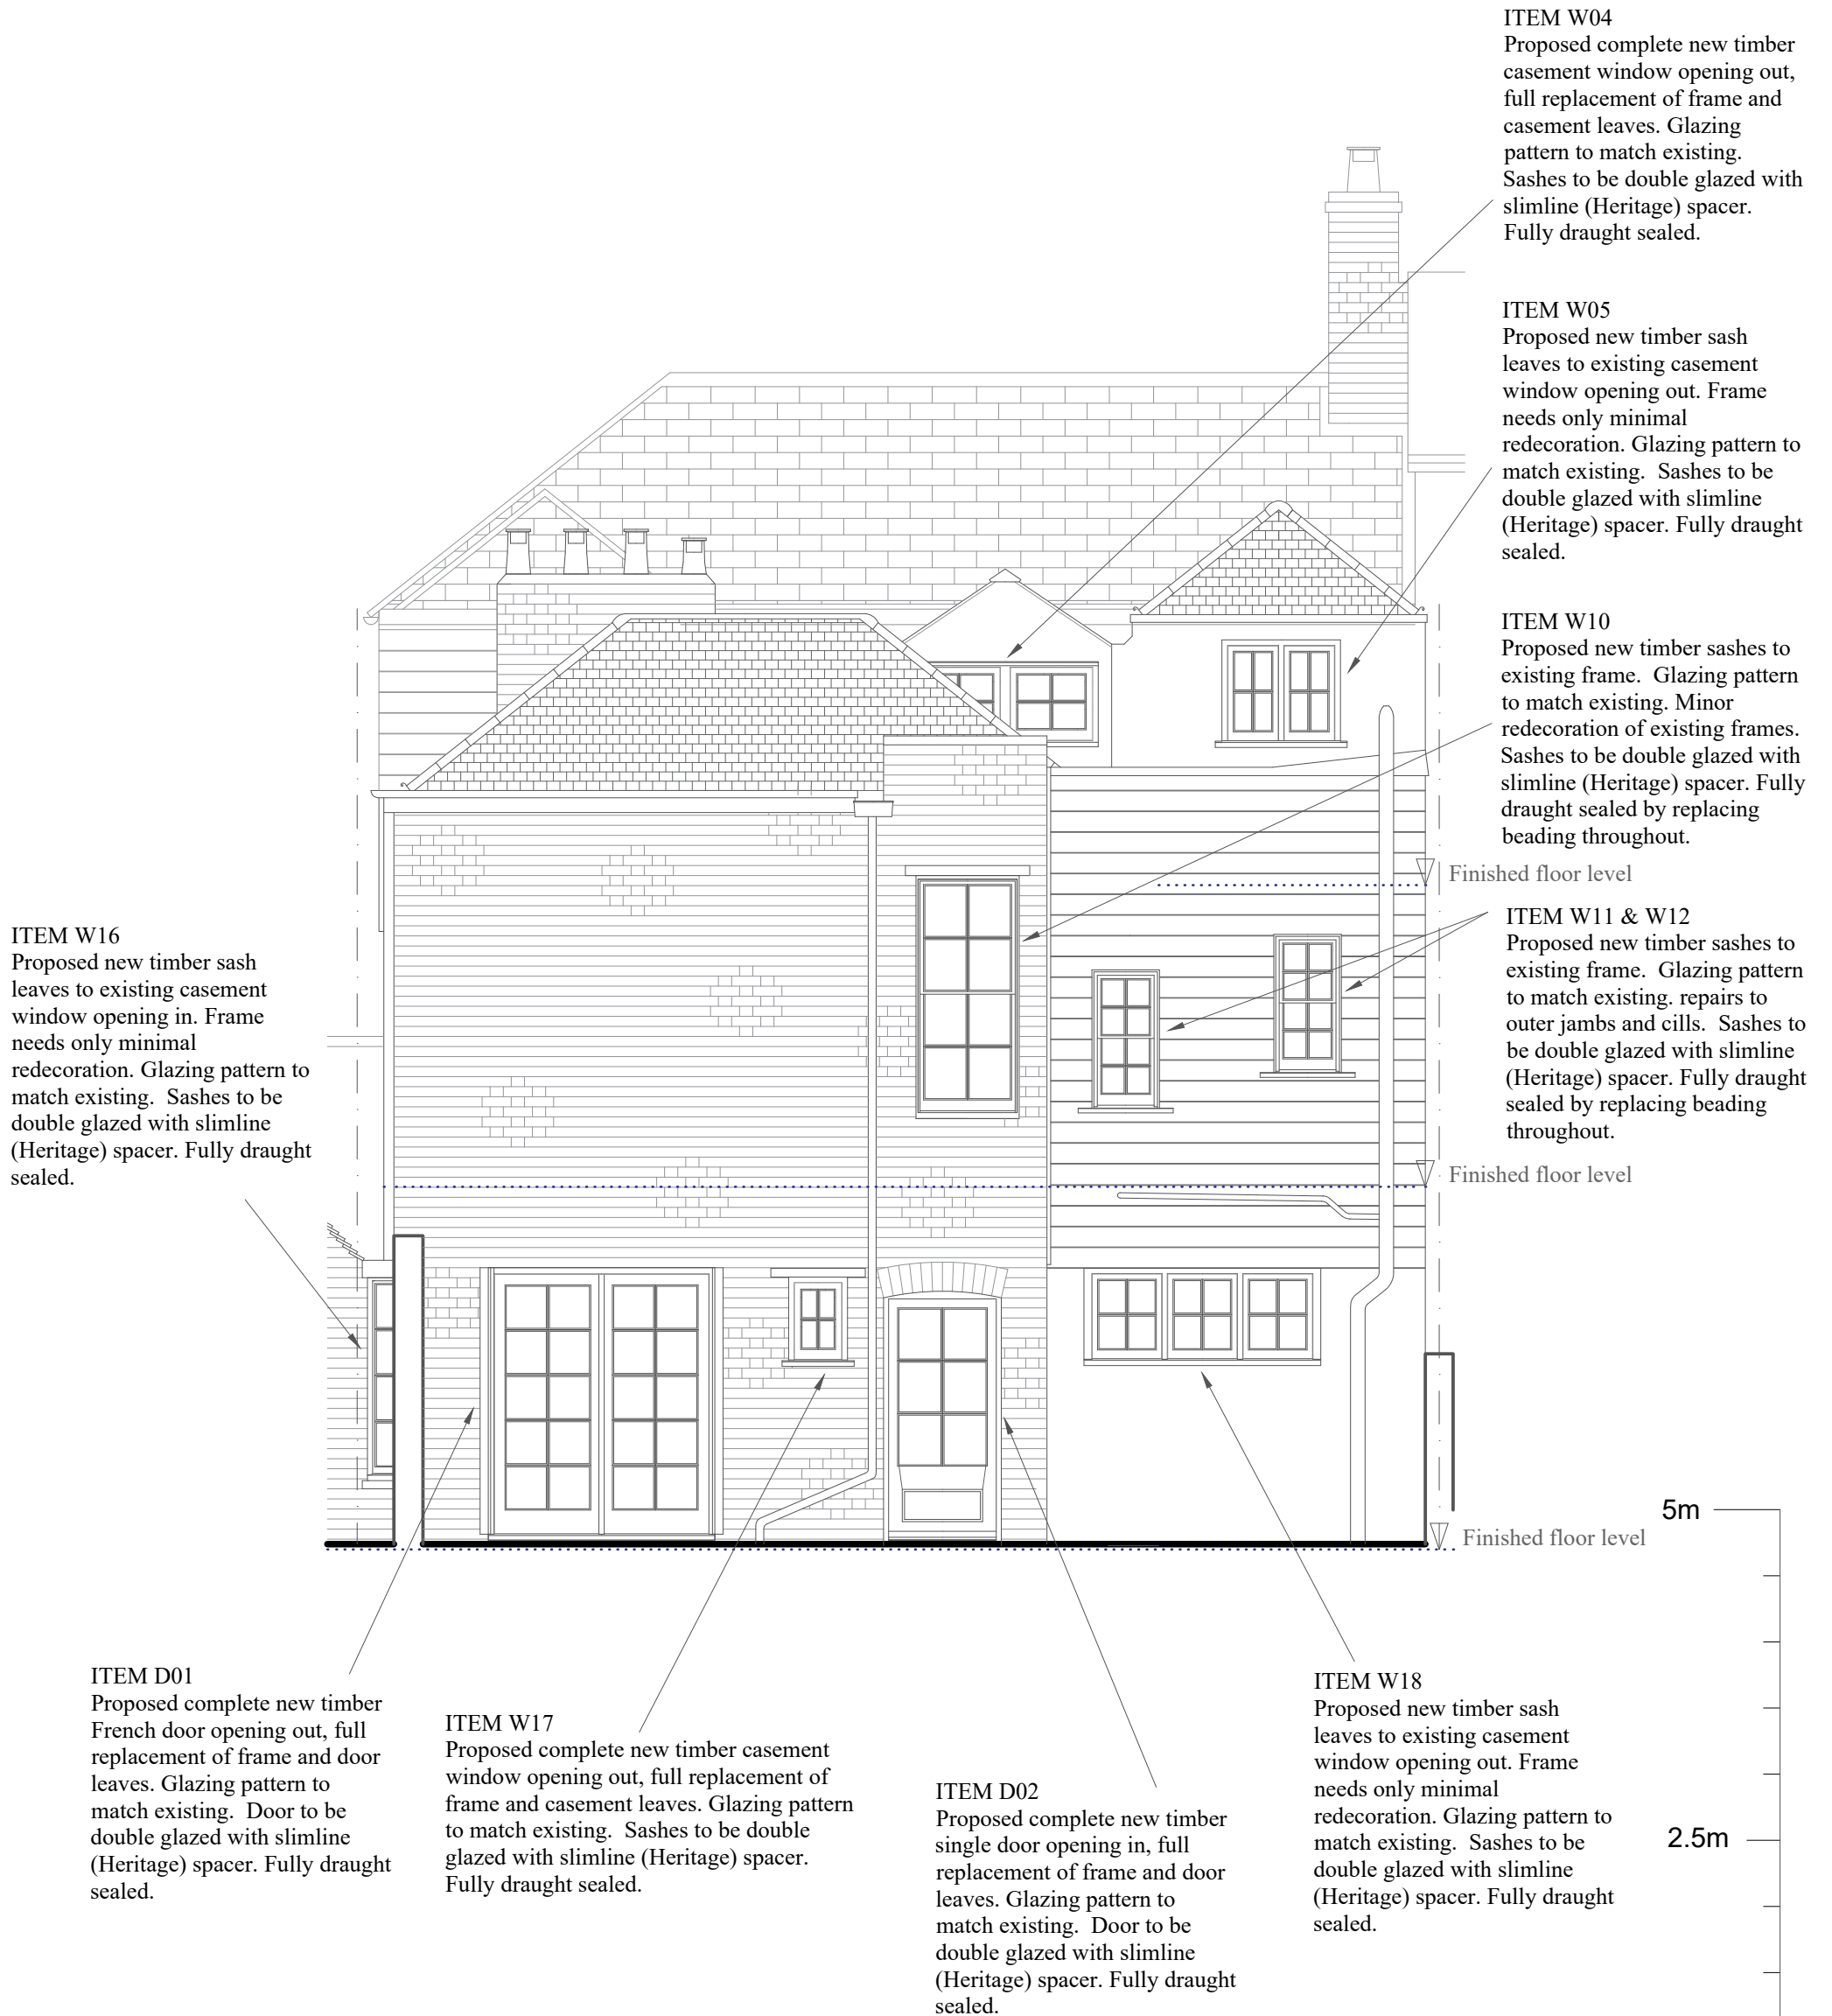 ITEM W04
Proposed complete new timber
casement window opening out,
full replacement of frame and
casement leaves. Glazing
pattern to match existing.
Sashes to be double glazed with
slimline (Heritage) spacer.
Fully draught sealed.
ITEM W05
Proposed new timber sash
leaves to existing casement
window opening out. Frame
needs only minimal
redecoration. Glazing pattern to
match existing.  Sashes to be
double glazed with slimline
(Heritage) spacer. Fully draught
sealed.
ITEM W10
Proposed new timber sashes to
existing frame.  Glazing pattern
to match existing. Minor
redecoration of existing frames.
Sashes to be double glazed with
slimline (Heritage) spacer. Fully
draught sealed by replacing
beading throughout.
Finished floor level
ITEM W11 & W12
Proposed new timber sashes to
existing frame.  Glazing pattern
to match existing. repairs to
outer jambs and cills.  Sashes to
be double glazed with slimline
(Heritage) spacer. Fully draught
sealed by replacing beading
throughout.
Finished floor level
ITEM W16
Proposed new timber sash
leaves to existing casement
window opening in. Frame
needs only minimal
redecoration. Glazing pattern to
match existing.  Sashes to be
double glazed with slimline
(Heritage) spacer. Fully draught
sealed.
5m
Finished floor level
ITEM D01
Proposed complete new timber
French door opening out, full
replacement of frame and door
leaves. Glazing pattern to
match existing.  Door to be
double glazed with slimline
(Heritage) spacer. Fully draught
sealed.
ITEM W17
Proposed complete new timber casement
window opening out, full replacement of
frame and casement leaves. Glazing pattern
to match existing.  Sashes to be double
glazed with slimline (Heritage) spacer.
Fully draught sealed.
ITEM D02
Proposed complete new timber
single door opening in, full
replacement of frame and door
leaves. Glazing pattern to
match existing.  Door to be
double glazed with slimline
(Heritage) spacer. Fully draught
sealed.
ITEM W18
Proposed new timber sash
leaves to existing casement
window opening out. Frame
needs only minimal
redecoration. Glazing pattern to
match existing.  Sashes to be
double glazed with slimline
(Heritage) spacer. Fully draught
sealed.
2.5m